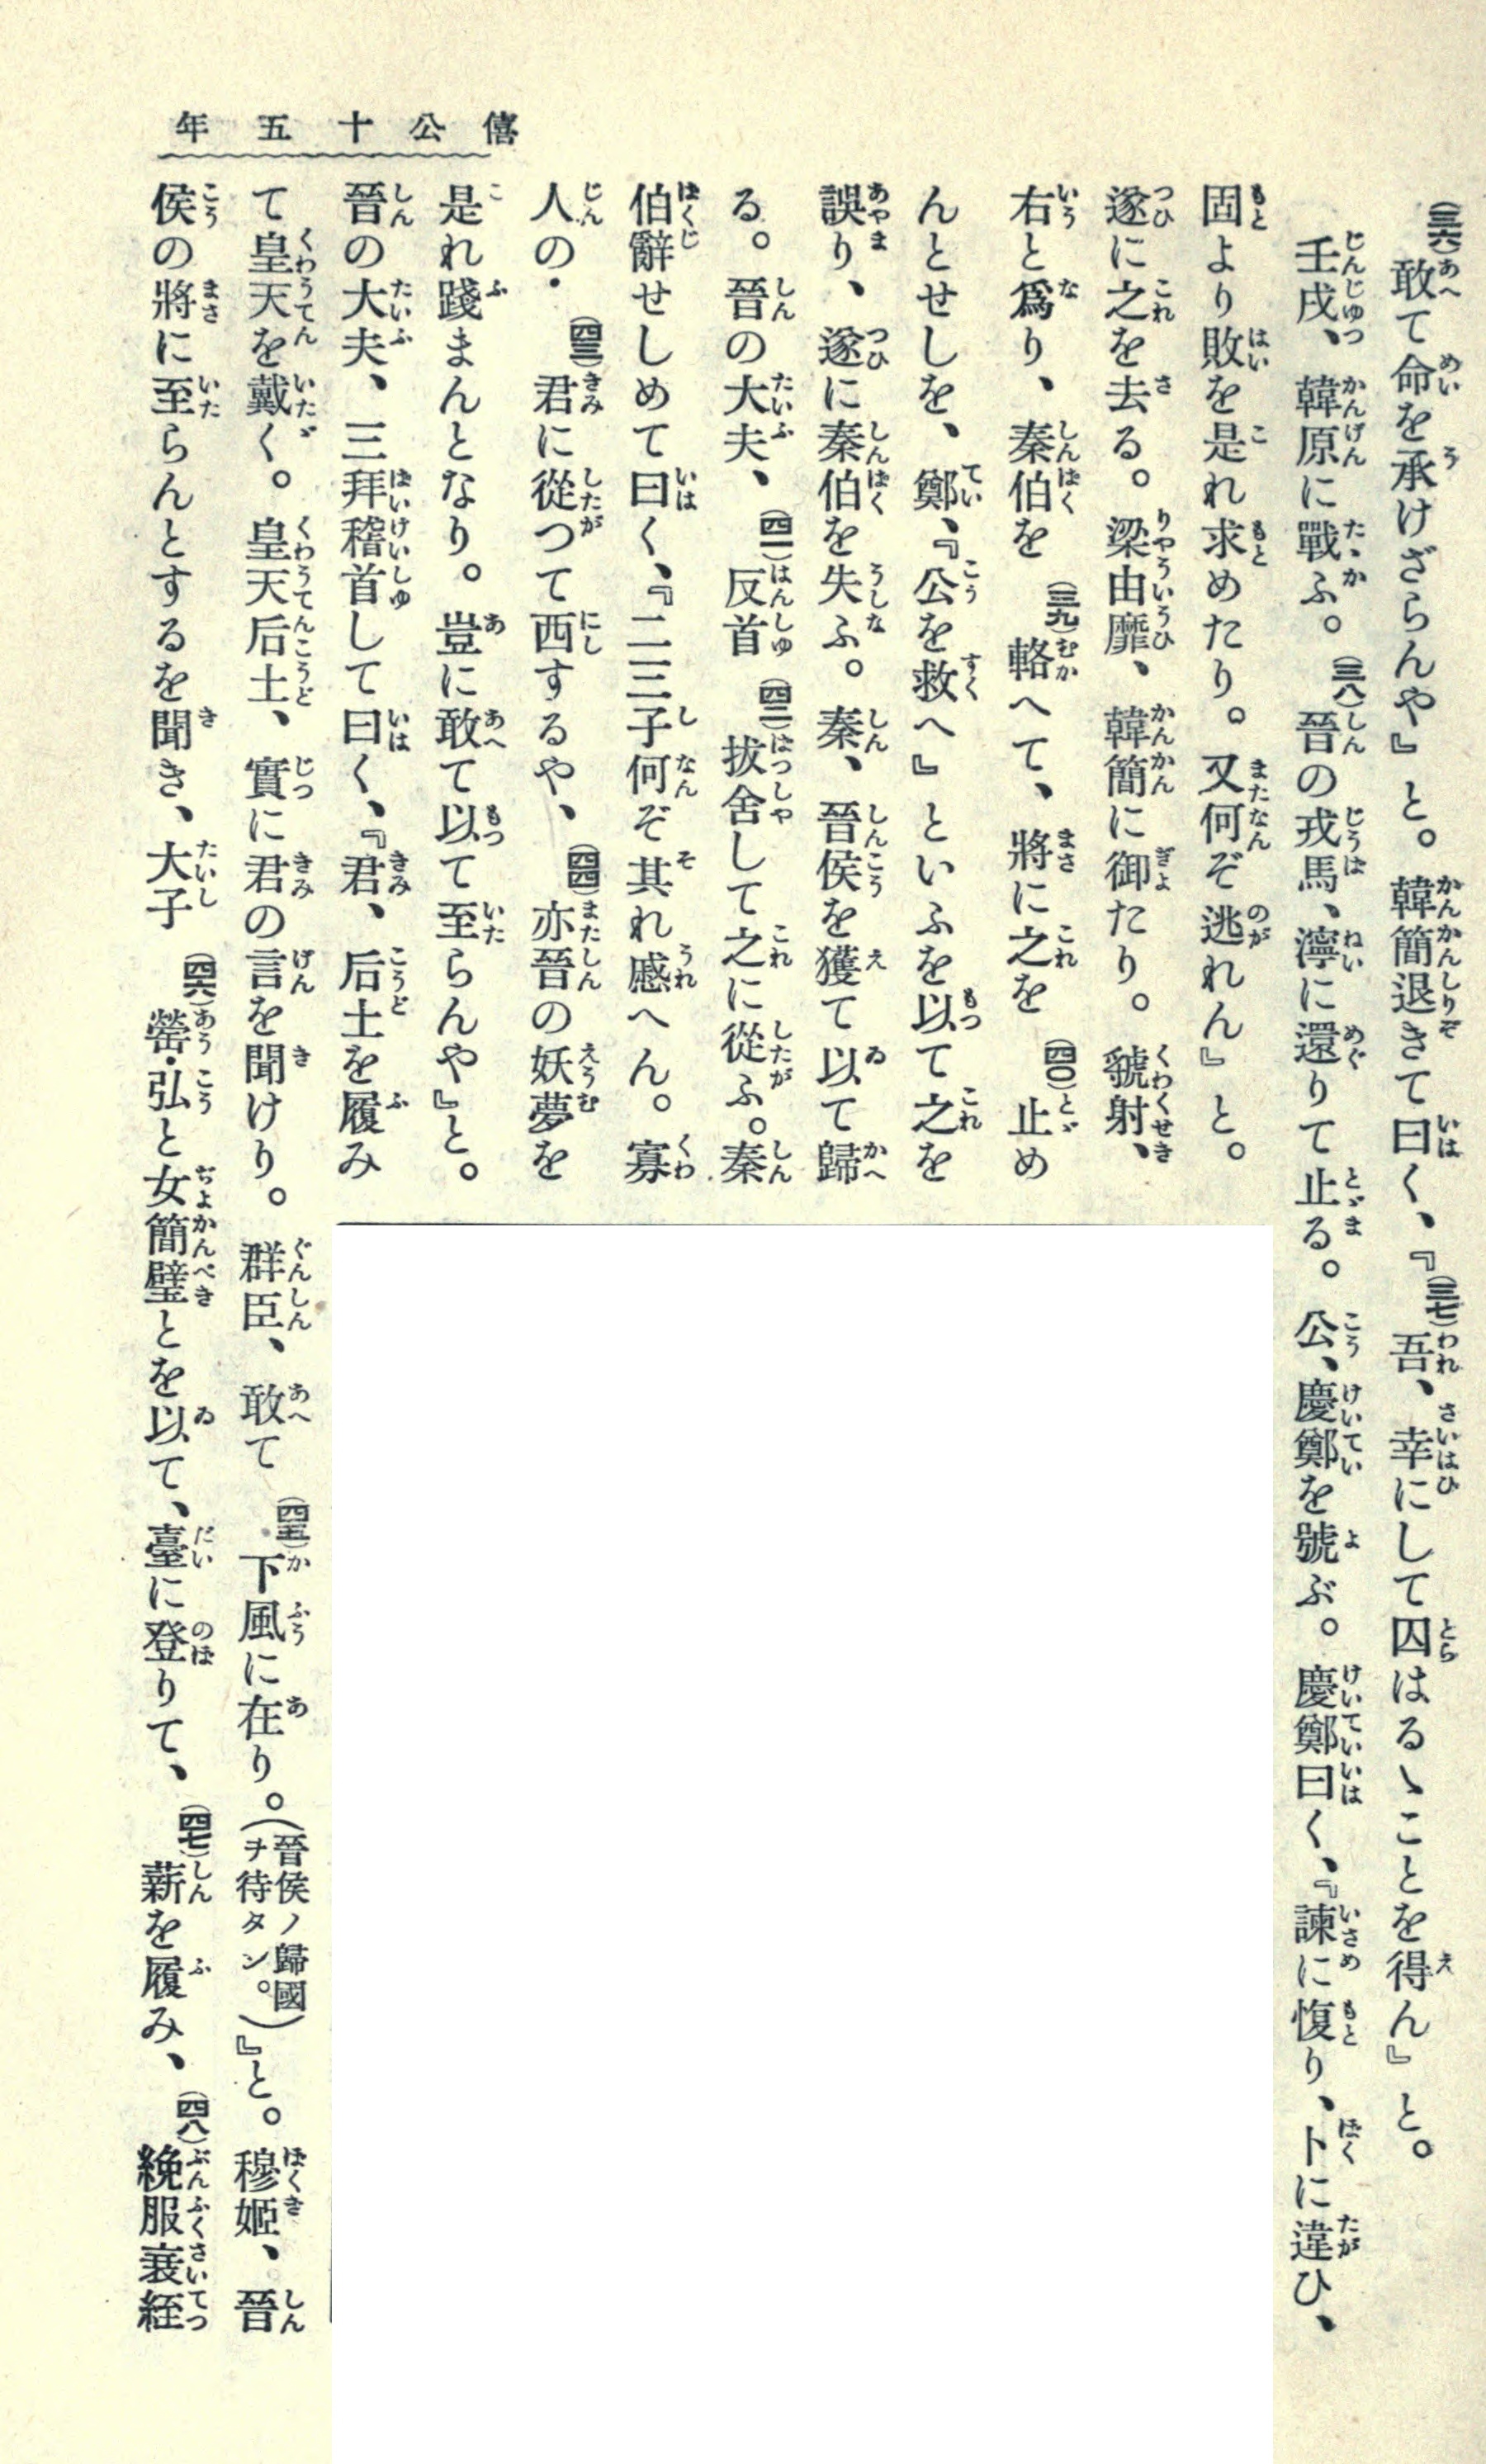 僖公十五年
(三六)敢て命を承けざらんや』と。韓簡退きて曰く、『(三七)吾、幸にして囚はるゝことを得ん』と。
壬戌、韓原に戰ふ。(三八)晉の戎馬、濘に還りて止る。公、慶鄭を號ぶ。慶鄭曰く、『諫に愎り、卜に違ひ、
固より敗を是れ求めたり。又何ぞ逃れん』と。
遂に之を去る。梁由靡、韓簡に御たり。虢射、
右と爲り、秦伯を(三九)輅へて、將に之を(四〇)止め
んとせしを、鄭、『公を救へ』といふを以て之を
誤り、遂に秦伯を失ふ。秦、晉侯を獲て以て歸
る。晉の大夫、(四一)反首(四二)拔舍して之に從ふ。秦
伯辭せしめて曰く、『二三子何ぞ其れ慼へん。寡
人の・(四三)君に從つて西するや、(四四)亦晉の妖夢を
是れ踐まんとなり。豈に敢て以て至らんや』と。
晉の大夫、三拜稽首して曰く、『君、后土を履み
て皇天を戴く。皇天后土、實に君の言を聞けり。群臣、敢て(四五)下風に在り。(晉侯ノ歸國ヲ待タン。)』と。穆姬、晉
侯の將に至らんとするを聞き、大子(四六)罃・弘と女簡璧とを以て、臺に登りて、(四七)薪を履み、(四八)絻服衰絰